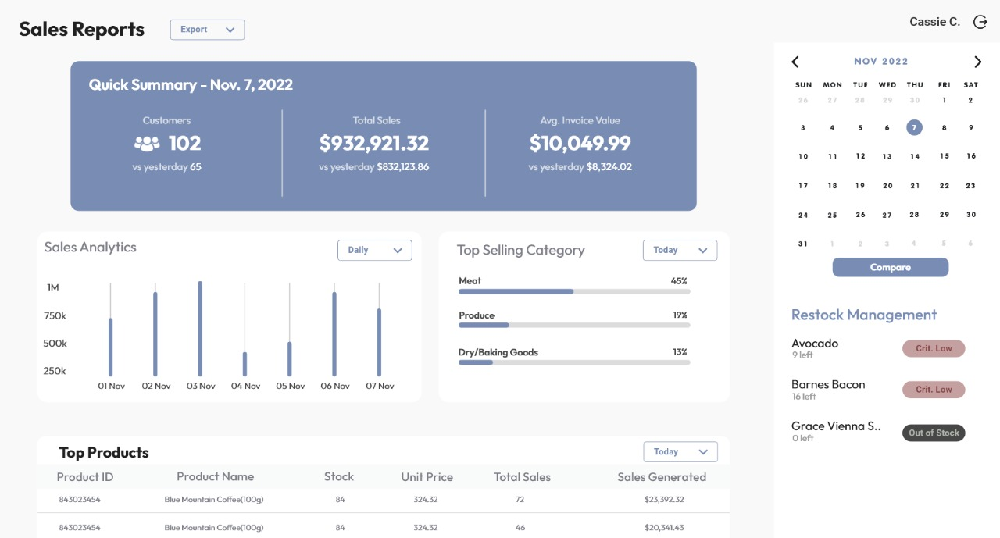 Sales Reports
Export
Cassie C.
Quick Summary - Nov. 7, 2022
Customers
102
vs yesterday 65
Total Sales
$932,921.32
vs yesterday $832,123.86
Avg. Invoice Value
$10,049.99
vs yesterday $8,324.02
Sales Analytics
Daily
1M
750k
500k
250k
01 Nov 02 Nov 03 Nov 04 Nov 05 Nov 06 Nov 07 Nov
Top Selling Category
Today
Meat 45%
Produce 19%
Dry/Baking Goods 13%
Top Products
Today
Product ID Product Name Stock Unit Price Total Sales Sales Generated
843023454 Blue Mountain Coffee(100g) 84 324.32 72 $23,392.32
843023454 Blue Mountain Coffee(100g) 84 324.32 46 $20,341.43
NOV 2022
SUN MON TUE WED THU FRI SAT
26 27 28 29 30 1 2
3 4 5 6 7 8 9
10 11 12 13 14 15 16
17 18 19 20 21 22 23
24 25 26 27 28 29 30
31 1 2 3 4 5 6
Compare
Restock Management
Avocado
9 left
Crit. Low
Barnes Bacon
16 left
Crit. Low
Grace Vienna S..
0 left
Out of Stock